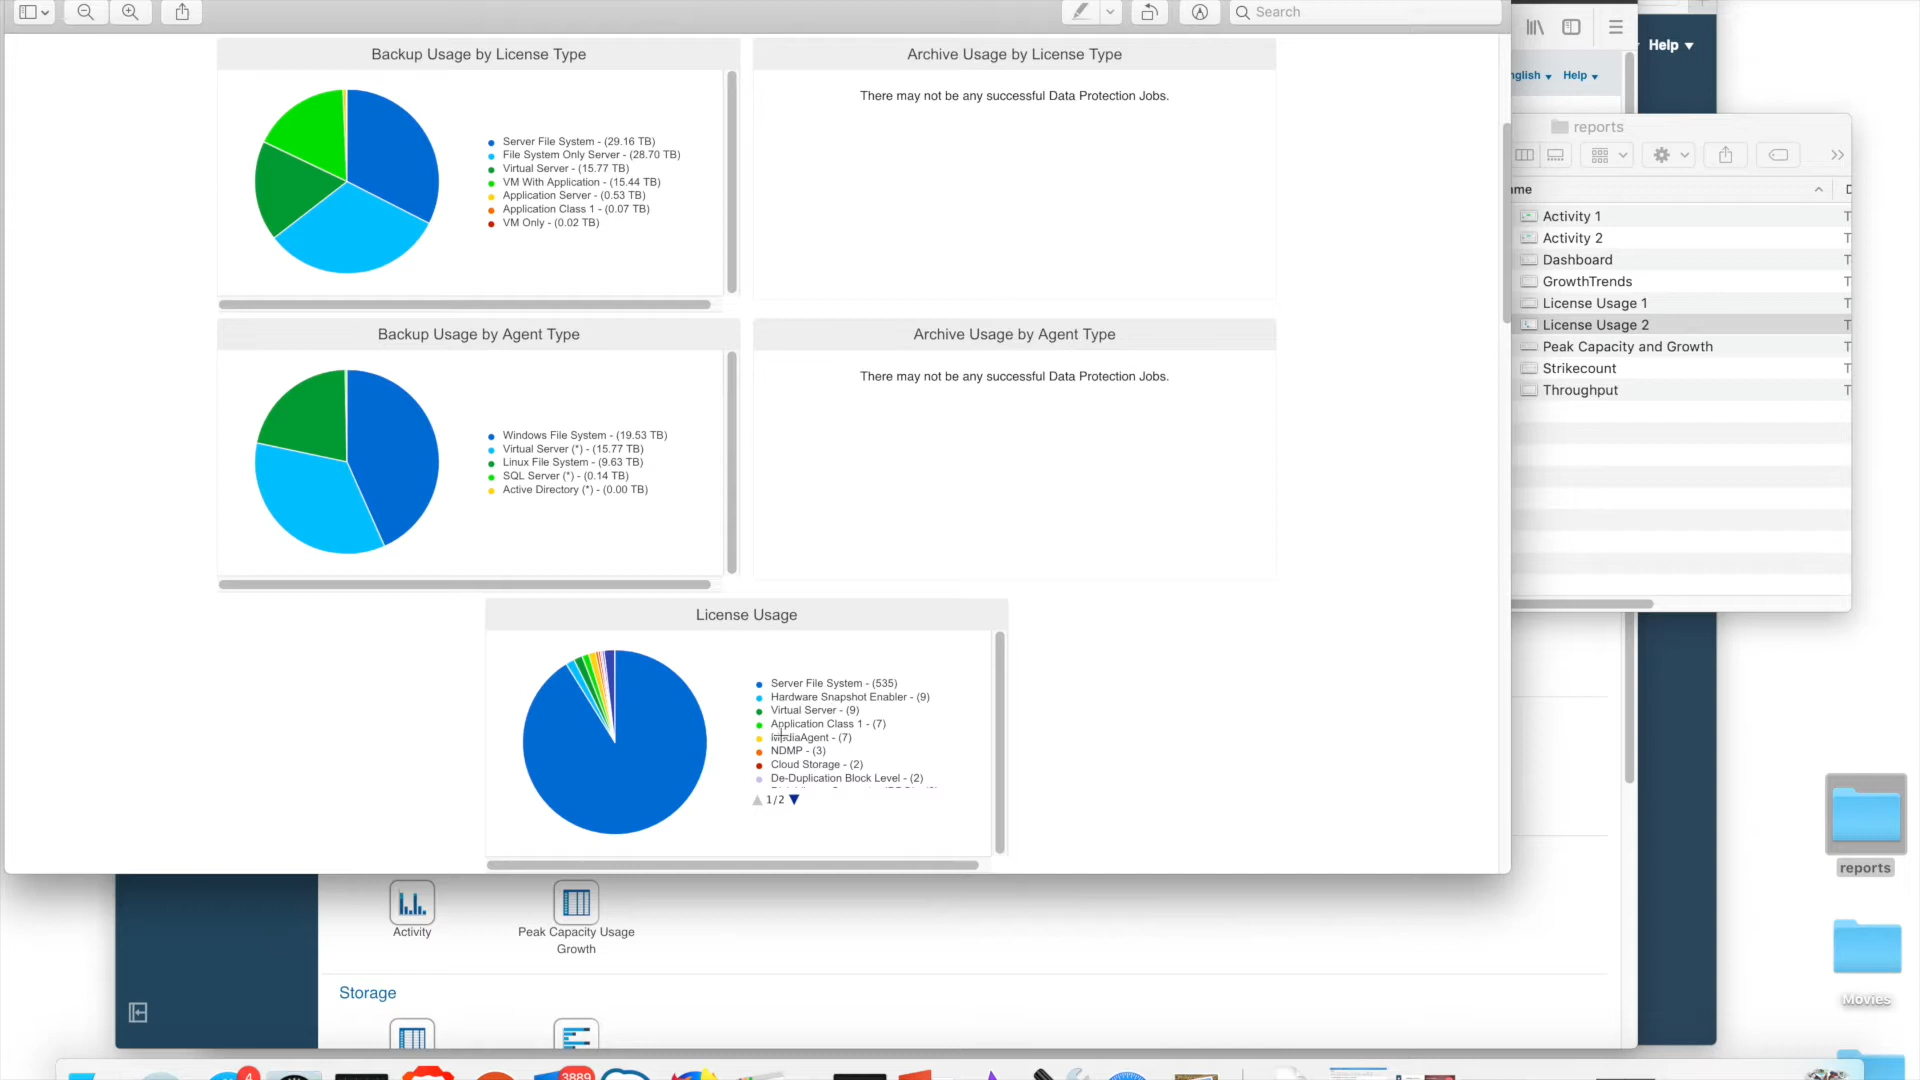 Search
Backup Usage by License Type
Server File System - (29.16 TB)
File System Only Server - (28.70 TB)
Virtual Server - (15.77 TB)
VM With Application - (15.44 TB)
Application Server - (0.53 TB)
Application Class 1 - (0.07 TB)
VM Only - (0.02 TB)
Archive Usage by License Type
There may not be any successful Data Protection Jobs.
Backup Usage by Agent Type
Windows File System - (19.53 TB)
Virtual Server (*) - (15.77 TB)
Linux File System - (9.63 TB)
SQL Server (*) - (0.14 TB)
Active Directory (*) - (0.00 TB)
Archive Usage by Agent Type
There may not be any successful Data Protection Jobs.
License Usage
Server File System - (535)
Hardware Snapshot Enabler - (9)
Virtual Server - (9)
Application Class 1 - (7)
MediaAgent - (7)
NDMP - (3)
Cloud Storage - (2)
De-Duplication Block Level - (2)
1/2
Help
nglish
Help
reports
me
Activity 1
Activity 2
Dashboard
GrowthTrends
License Usage 1
License Usage 2
Peak Capacity and Growth
Strikecount
Throughput
Activity
Peak Capacity Usage
Growth
Storage
reports
Movies
4
3889